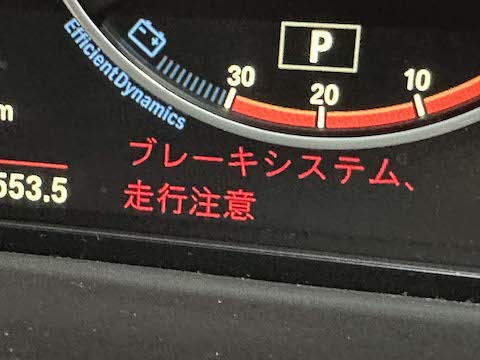 P
EfficientDynamics
30
20
10
m
553.5
ブレーキシステム、
走行注意